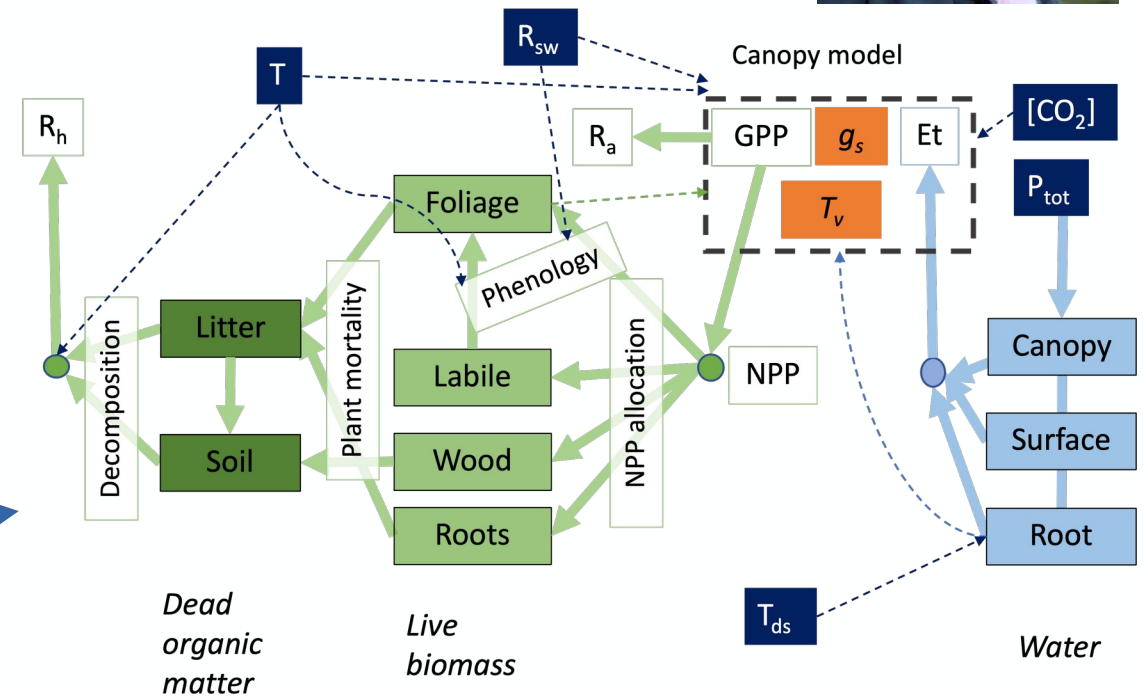 R_sw
T
Canopy model
[CO₂]
R_h
R_a
GPP
g_s
Et
P_tot
Foliage
T_v
Phenology
Litter
Plant mortality
Decomposition
NPP allocation
Labile
NPP
Canopy
Soil
Wood
Surface
Roots
Root
T_ds
Dead
organic
matter
Live
biomass
Water